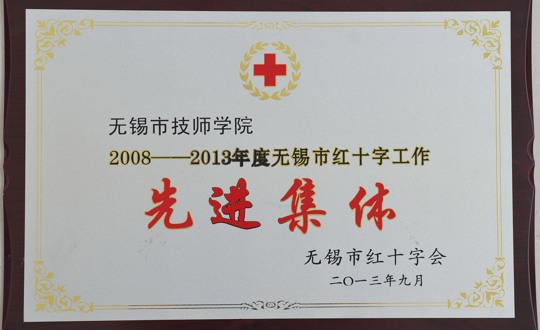 无锡市技师学院
2008——2013年度无锡市红十字工作
先进集体
无锡市红十字会
二〇一三年九月